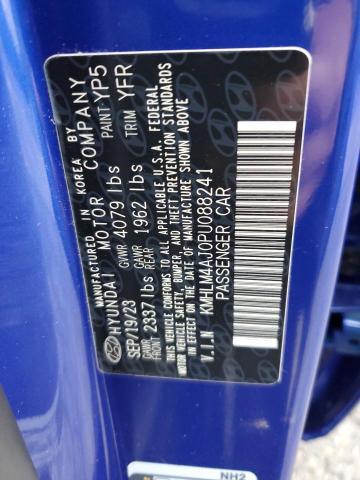 MANUFACTURED IN KOREA BY
HYUNDAI MOTOR COMPANY
SEP/19/23 GVWR 4079 lbs PAINT YP5
GAWR FRONT 2337 lbs GAWR REAR 1962 lbs TRIM YFR
THIS VEHICLE CONFORMS TO ALL APPLICABLE U.S.A. FEDERAL
MOTOR VEHICLE SAFETY, BUMPER, AND THEFT PREVENTION STANDARDS
IN EFFECT ON THE DATE OF MANUFACTURE SHOWN ABOVE
V.I.N : KMHLM4AJ0PU088241
PASSENGER CAR
NH2